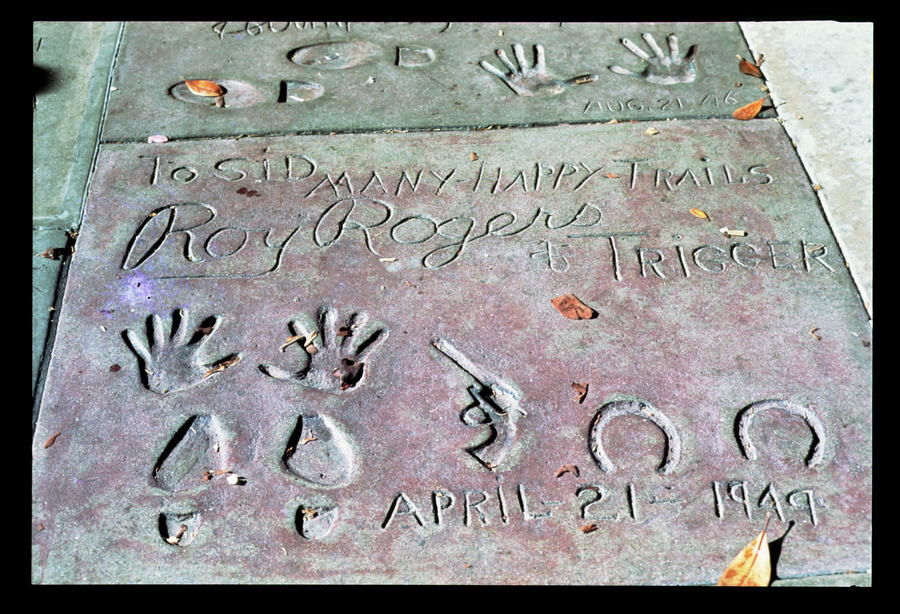 AUG. 21 '46
To SiD MANY HAPPY TRAiLS
Roy Rogers
& TRIGGER
APRiL - 21 - 1949